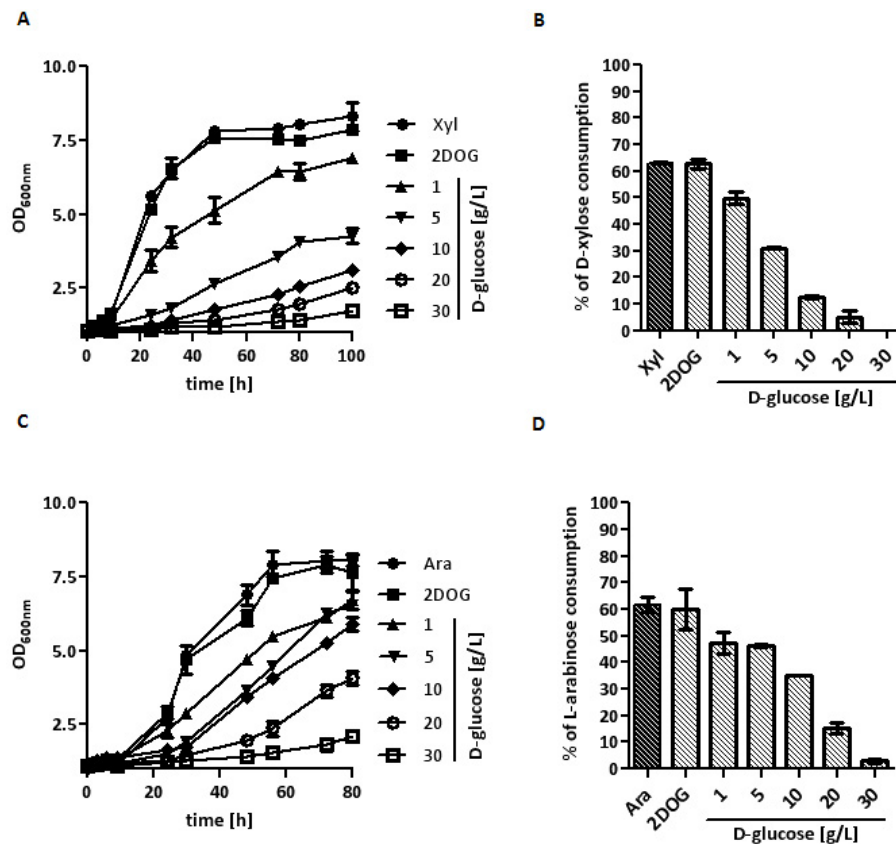 A
10.0
7.5
5.0
2.5
OD600nm
0 20 40 60 80 100
time [h]
Xyl
2DOG
1
5
10
20
30
D-glucose [g/L]
B
100
90
80
70
60
50
40
30
20
10
0
% of D-xylose consumption
Xyl 2DOG 1 5 10 20 30
D-glucose [g/L]
C
10.0
7.5
5.0
2.5
OD600nm
0 20 40 60 80
time [h]
Ara
2DOG
1
5
10
20
30
D-glucose [g/L]
D
100
90
80
70
60
50
40
30
20
10
0
% of L-arabinose consumption
Ara 2DOG 1 5 10 20 30
D-glucose [g/L]